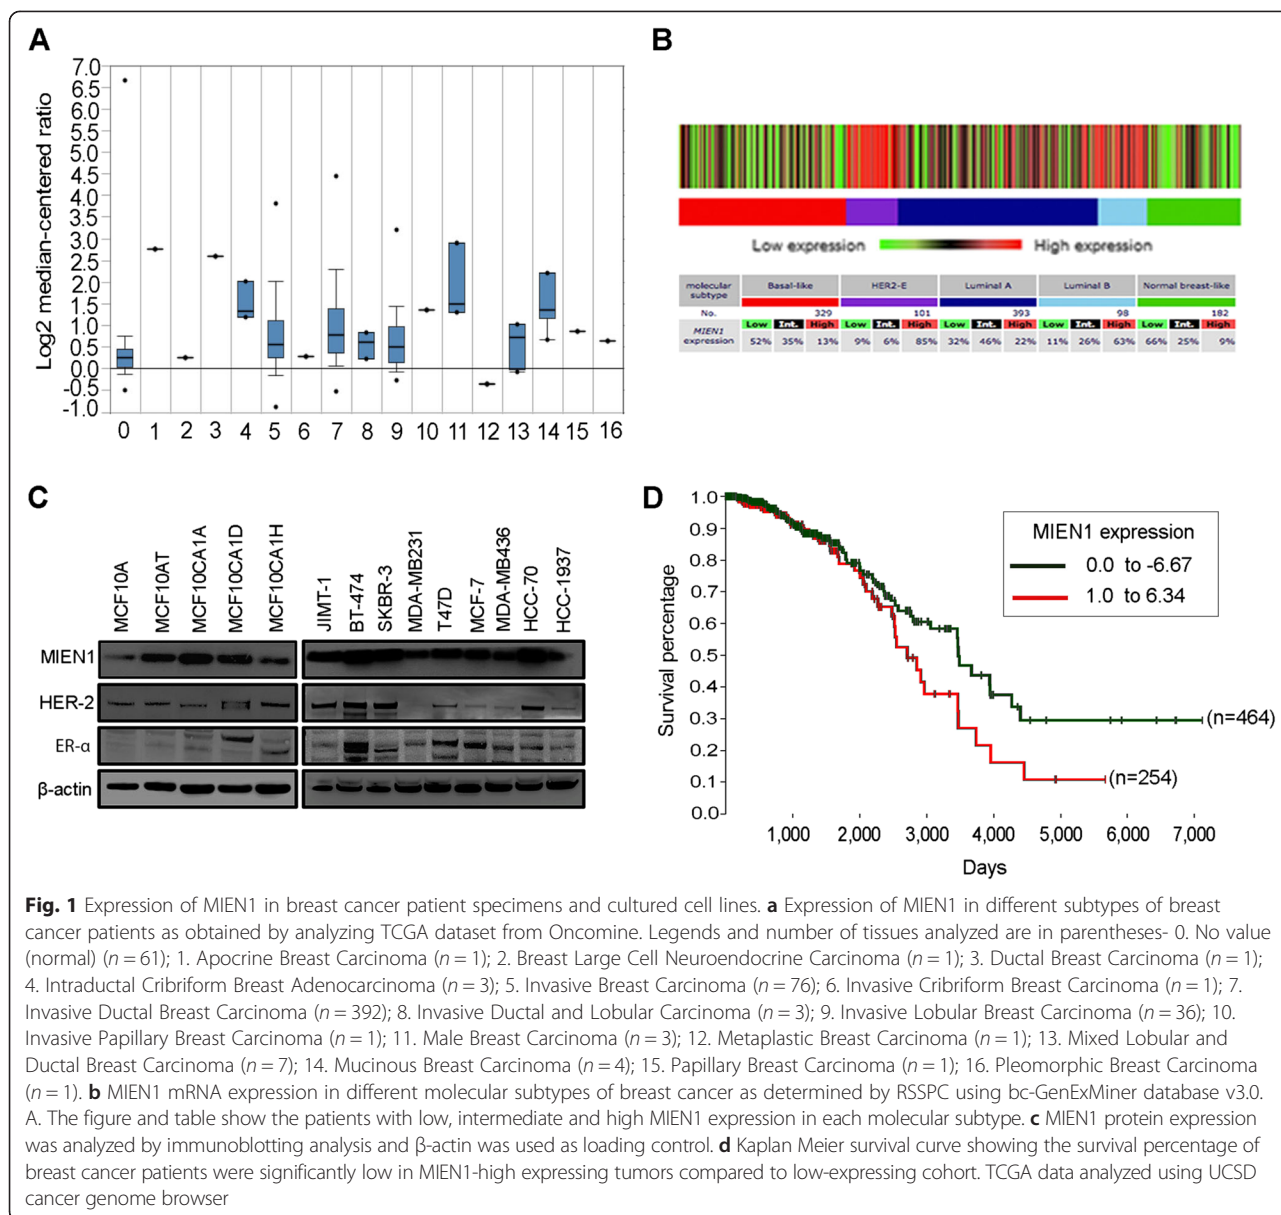 A
Log2 median-centered ratio
7.0
6.5
6.0
5.5
5.0
4.5
4.0
3.5
3.0
2.5
2.0
1.5
1.0
0.5
0.0
-0.5
-1.0
0 1 2 3 4 5 6 7 8 9 10 11 12 13 14 15 16
B
Low expression High expression
molecular subtype Basal-like HER2-E Luminal A Luminal B Normal breast-like
No. 329 101 393 98 182
MIEN1 expression Low Int. High Low Int. High Low Int. High Low Int. High Low Int. High
52% 35% 13% 9% 6% 85% 32% 46% 22% 11% 26% 63% 66% 25% 9%
C
MCF10A
MCF10AT
MCF10CA1A
MCF10CA1D
MCF10CA1H
JIMT-1
BT-474
SKBR-3
MDA-MB231
T47D
MCF-7
MDA-MB436
HCC-70
HCC-1937
MIEN1
HER-2
ER-α
β-actin
D
Survival percentage
1.0
0.9
0.8
0.7
0.6
0.5
0.4
0.3
0.2
0.1
0.0
MIEN1 expression
0.0 to -6.67
1.0 to 6.34
(n=464)
(n=254)
1,000 2,000 3,000 4,000 5,000 6,000 7,000
Days
Fig. 1 Expression of MIEN1 in breast cancer patient specimens and cultured cell lines. a Expression of MIEN1 in different subtypes of breast
cancer patients as obtained by analyzing TCGA dataset from Oncomine. Legends and number of tissues analyzed are in parentheses- 0. No value
(normal) (n = 61); 1. Apocrine Breast Carcinoma (n = 1); 2. Breast Large Cell Neuroendocrine Carcinoma (n = 1); 3. Ductal Breast Carcinoma (n = 1);
4. Intraductal Cribriform Breast Adenocarcinoma (n = 3); 5. Invasive Breast Carcinoma (n = 76); 6. Invasive Cribriform Breast Carcinoma (n = 1); 7.
Invasive Ductal Breast Carcinoma (n = 392); 8. Invasive Ductal and Lobular Carcinoma (n = 3); 9. Invasive Lobular Breast Carcinoma (n = 36); 10.
Invasive Papillary Breast Carcinoma (n = 1); 11. Male Breast Carcinoma (n = 3); 12. Metaplastic Breast Carcinoma (n = 1); 13. Mixed Lobular and
Ductal Breast Carcinoma (n = 7); 14. Mucinous Breast Carcinoma (n = 4); 15. Papillary Breast Carcinoma (n = 1); 16. Pleomorphic Breast Carcinoma
(n = 1). b MIEN1 mRNA expression in different molecular subtypes of breast cancer as determined by RSSPC using bc-GenExMiner database v3.0.
A. The figure and table show the patients with low, intermediate and high MIEN1 expression in each molecular subtype. c MIEN1 protein expression
was analyzed by immunoblotting analysis and β-actin was used as loading control. d Kaplan Meier survival curve showing the survival percentage of
breast cancer patients were significantly low in MIEN1-high expressing tumors compared to low-expressing cohort. TCGA data analyzed using UCSD
cancer genome browser